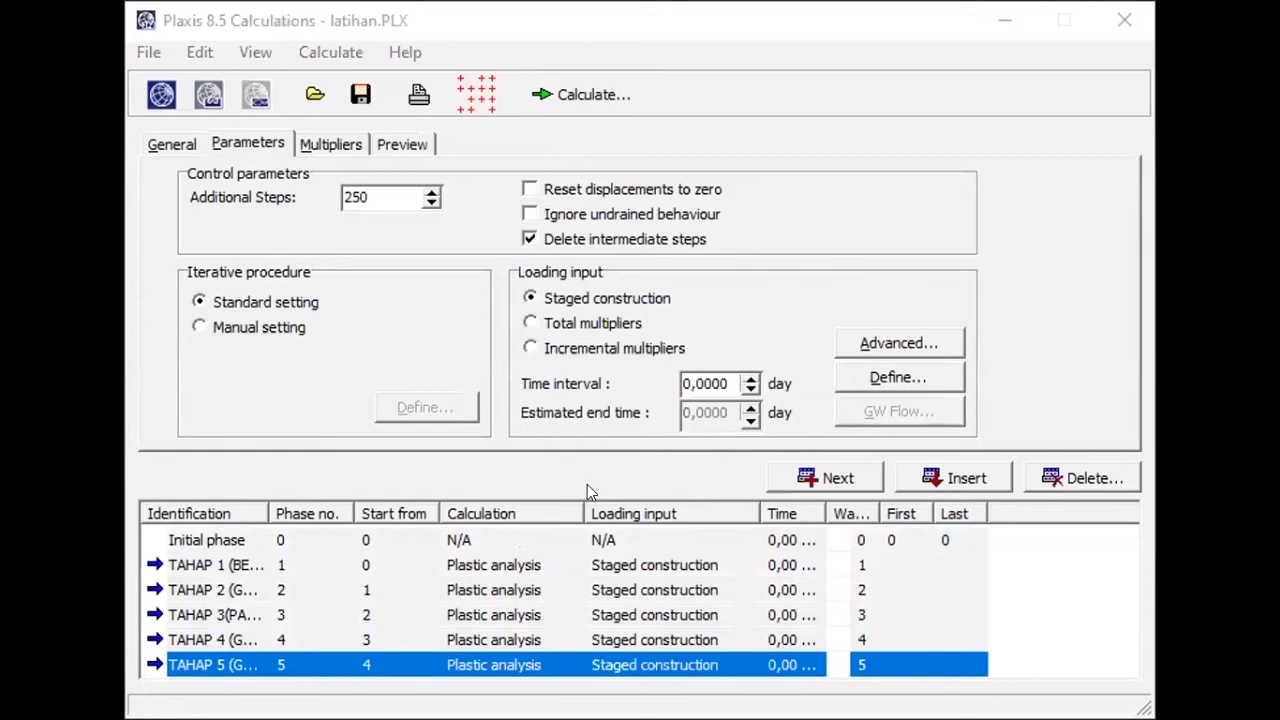 Plaxis 8.5 Calculations - latihan.PLX
File Edit View Calculate Help
Calculate...
General Parameters Multipliers Preview
Control parameters
Additional Steps: 250
Reset displacements to zero
Ignore undrained behaviour
Delete intermediate steps
Iterative procedure
Standard setting
Manual setting
Define...
Loading input
Staged construction
Total multipliers
Incremental multipliers
Advanced...
Time interval : 0,0000 day
Define...
Estimated end time : 0,0000 day
GW Flow...
Next Insert Delete...
Identification Phase no. Start from Calculation Loading input Time Wa... First Last
Initial phase 0 0 N/A N/A 0,00 ... 0 0 0
TAHAP 1 (BE... 1 0 Plastic analysis Staged construction 0,00 ... 1
TAHAP 2 (G... 2 1 Plastic analysis Staged construction 0,00 ... 2
TAHAP 3(PA... 3 2 Plastic analysis Staged construction 0,00 ... 3
TAHAP 4 (G... 4 3 Plastic analysis Staged construction 0,00 ... 4
TAHAP 5 (G... 5 4 Plastic analysis Staged construction 0,00 ... 5